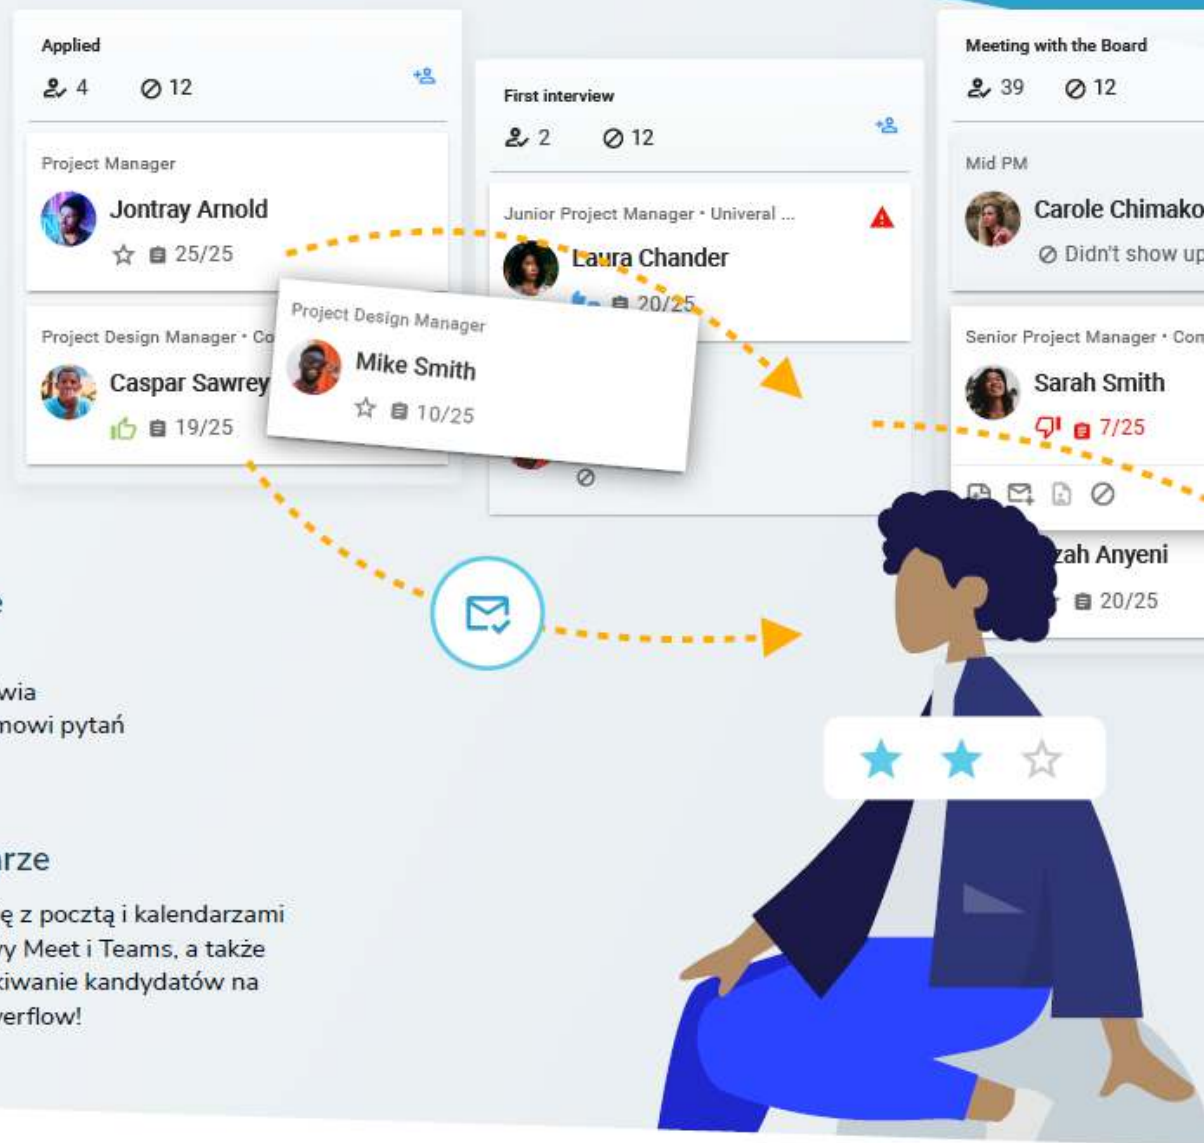 Applied
4 12
Project Manager
Jontray Arnold
25/25
Project Design Manager • Co
Caspar Sawrey
19/25
Project Design Manager
Mike Smith
10/25
First interview
2 12
Junior Project Manager • Univeral ...
Laura Chander
20/25
Meeting with the Board
39 12
Mid PM
Carole Chimako
Didn't show up
Senior Project Manager • Con
Sarah Smith
7/25
zah Anyeni
20/25
e
wia
mowi pytań
arze
ę z pocztą i kalendarzami
wy Meet i Teams, a także
kiwanie kandydatów na
verflow!